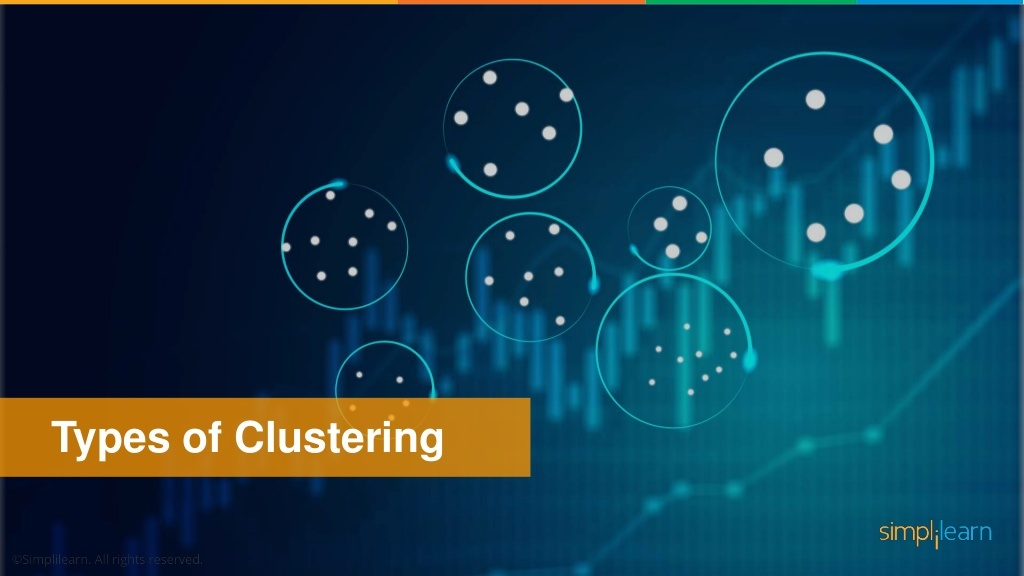 Types of Clustering
simplilearn
©Simplilearn. All rights reserved.